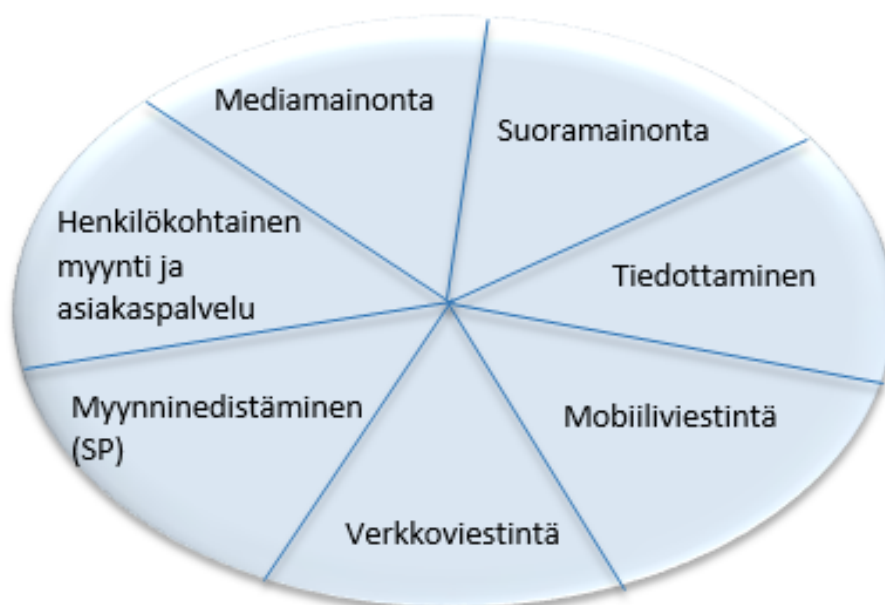 Mediamainonta
Suoramainonta
Henkilökohtainen
myynti ja
asiakaspalvelu
Tiedottaminen
Myynninedistäminen
(SP)
Mobiiliviestintä
Verkkoviestintä